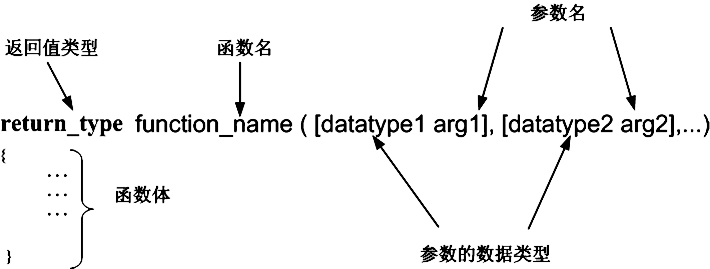 参数名
返回值类型
函数名
return_type function_name ( [datatype1 arg1], [datatype2 arg2],...)
{
...
...
...
函数体
}
参数的数据类型